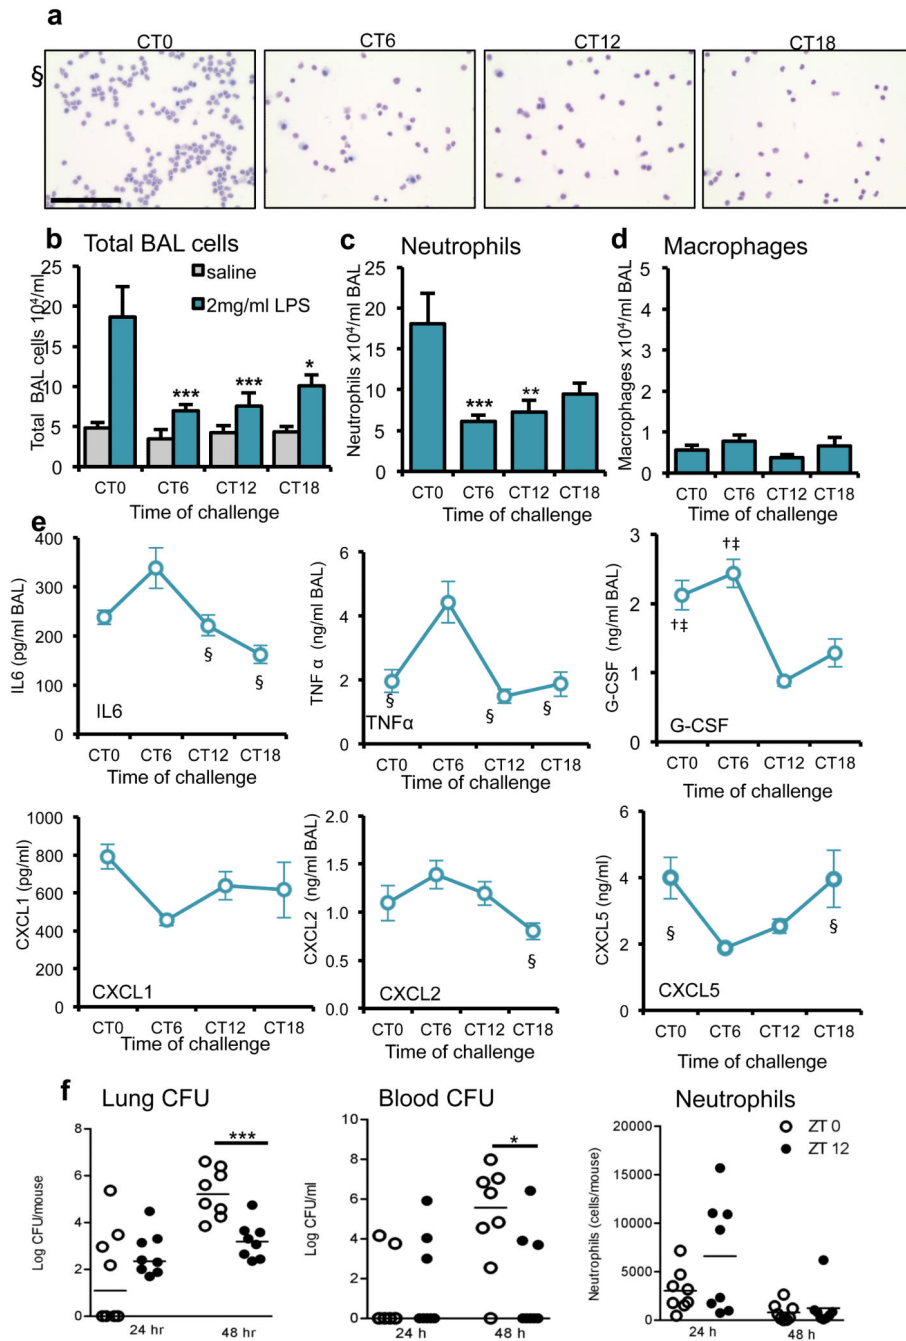 a
CT0 CT6 CT12 CT18
§
b Total BAL cells
saline
2mg/ml LPS
Total BAL cells 10⁴/ml
25
20
15
10
5
0
*** *** *
CT0 CT6 CT12 CT18
Time of challenge
c Neutrophils
Neutrophils x10⁴/ml BAL
25
20
15
10
5
0
*** **
CT0 CT6 CT12 CT18
Time of challenge
d Macrophages
Macrophages x10⁴/ml BAL
5
4
3
2
1
0
CT0 CT6 CT12 CT18
Time of challenge
e
IL6 (pg/ml BAL)
400
300
200
100
0
§ §
IL6
CT0 CT6 CT12 CT18
Time of challenge
TNF α (ng/ml BAL)
6
4
2
0
§ § §
TNFα
CT0 CT6 CT12 CT18
Time of challenge
G-CSF (ng/ml BAL)
3
2
1
0
†‡
†‡
G-CSF
CT0 CT6 CT12 CT18
Time of challenge
CXCL1 (pg/ml)
1000
800
600
400
200
0
CXCL1
CT0 CT6 CT12 CT18
Time of challenge
CXCL2 (ng/ml BAL)
2.0
1.5
1.0
0.5
0.0
§
CXCL2
CT0 CT6 CT12 CT18
Time of challenge
CXCL5 (ng/ml)
6
4
2
0
§ §
CXCL5
CT0 CT6 CT12 CT18
Time of challenge
f Lung CFU
Log CFU/mouse
8
6
4
2
0
***
24 hr 48 hr
Blood CFU
Log CFU/ml
10
8
6
4
2
0
*
24 h 48 h
Neutrophils
ZT 0
ZT 12
Neutrophils (cells/mouse)
20000
15000
10000
5000
0
24 h 48 h